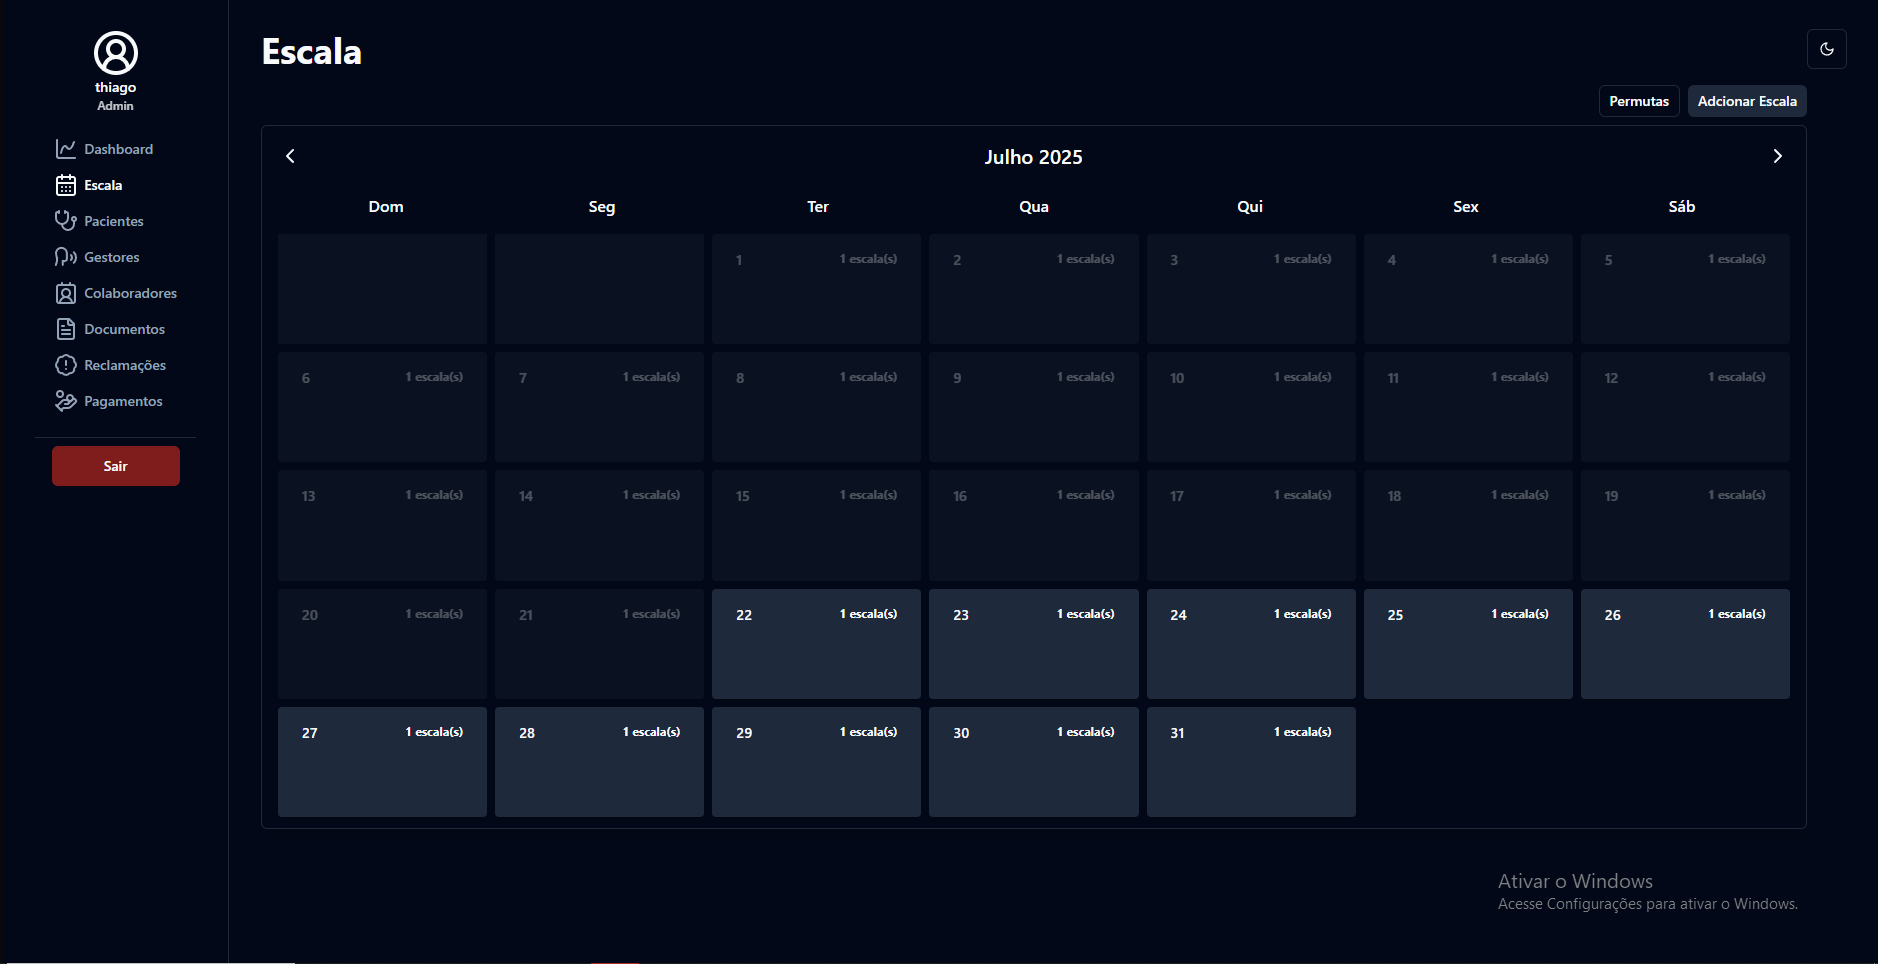 thiago
Admin
Dashboard
Escala
Pacientes
Gestores
Colaboradores
Documentos
Reclamações
Pagamentos
Sair
Escala
Permutas Adcionar Escala
Julho 2025
Dom Seg Ter Qua Qui Sex Sáb
1 1 escala(s) 2 1 escala(s) 3 1 escala(s) 4 1 escala(s) 5 1 escala(s)
6 1 escala(s) 7 1 escala(s) 8 1 escala(s) 9 1 escala(s) 10 1 escala(s) 11 1 escala(s) 12 1 escala(s)
13 1 escala(s) 14 1 escala(s) 15 1 escala(s) 16 1 escala(s) 17 1 escala(s) 18 1 escala(s) 19 1 escala(s)
20 1 escala(s) 21 1 escala(s) 22 1 escala(s) 23 1 escala(s) 24 1 escala(s) 25 1 escala(s) 26 1 escala(s)
27 1 escala(s) 28 1 escala(s) 29 1 escala(s) 30 1 escala(s) 31 1 escala(s)
Ativar o Windows
Acesse Configurações para ativar o Windows.